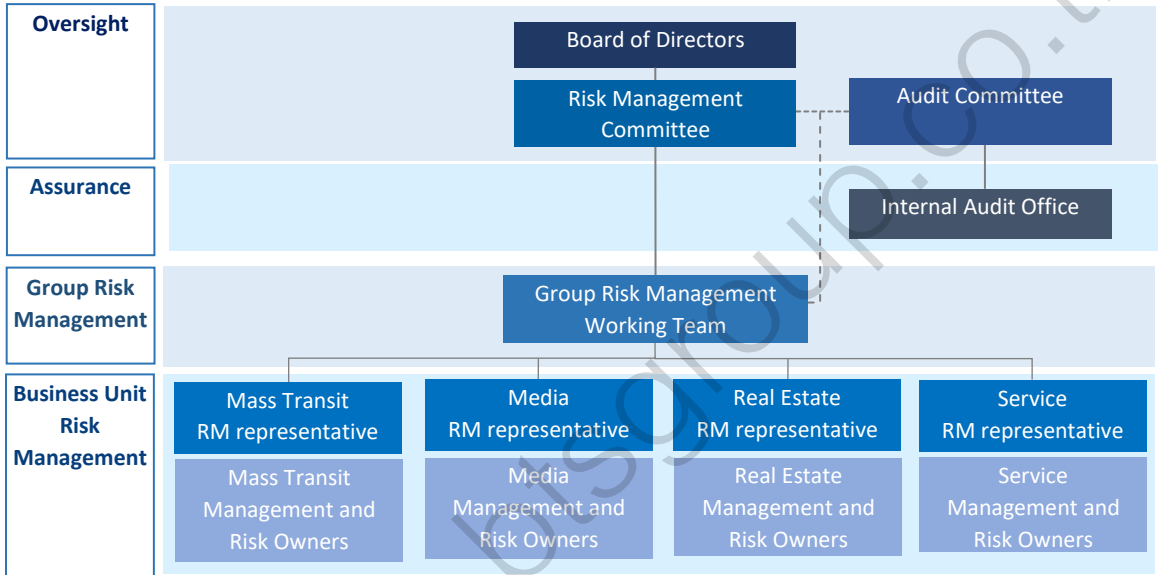 Oversight
Board of Directors
Risk Management
Committee
Audit Committee
Assurance
Internal Audit Office
Group Risk
Management
Group Risk Management
Working Team
Business Unit
Risk
Management
Mass Transit
RM representative
Media
RM representative
Real Estate
RM representative
Service
RM representative
Mass Transit
Management and
Risk Owners
Media
Management and
Risk Owners
Real Estate
Management and
Risk Owners
Service
Management and
Risk Owners
btsgroup.co.t